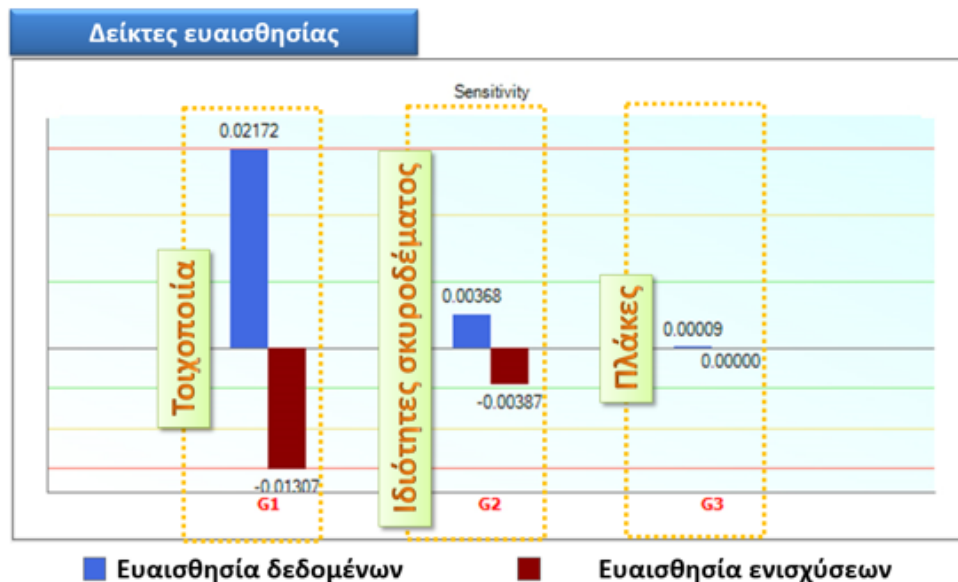 Δείκτες ευαισθησίας
Sensitivity
0.02172
Τοιχοποιία
-0.01307
G1
Ιδιότητες σκυροδέματος
0.00368
-0.00387
G2
Πλάκες
0.00009
0.00000
G3
Ευαισθησία δεδομένων
Ευαισθησία ενισχύσεων